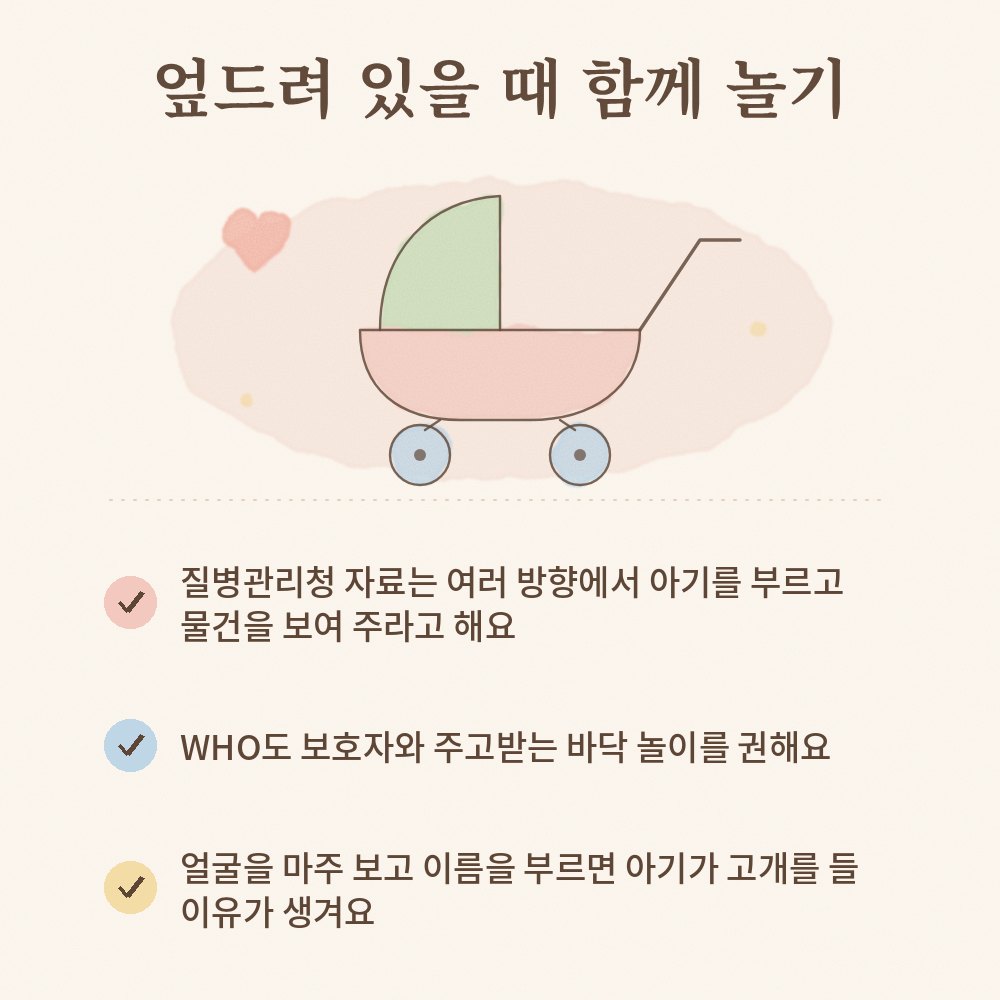 엎드려 있을 때 함께 놀기
질병관리청 자료는 여러 방향에서 아기를 부르고
물건을 보여 주라고 해요
WHO도 보호자와 주고받는 바닥 놀이를 권해요
얼굴을 마주 보고 이름을 부르면 아기가 고개를 들
이유가 생겨요